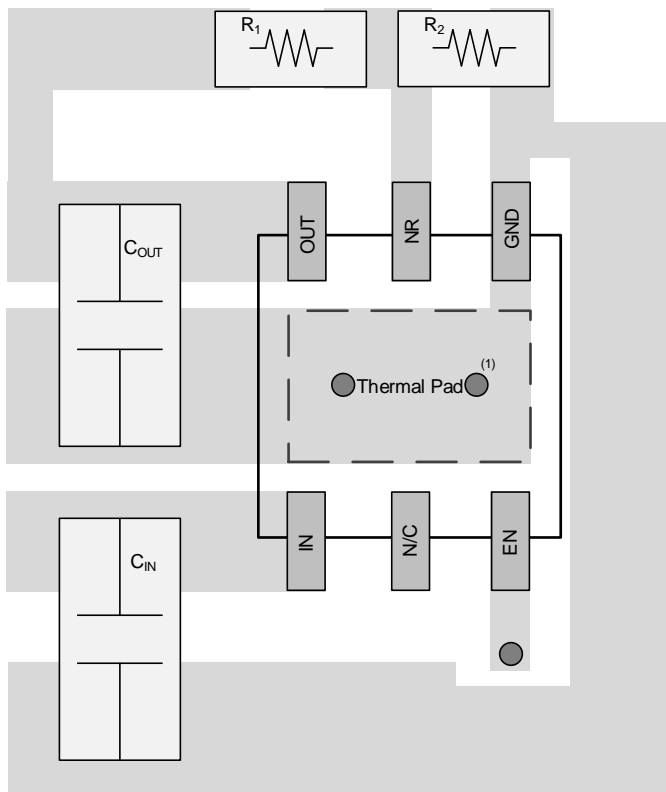 R1
R2
OUT
NR
GND
COUT
(1)
Thermal Pad
CIN
IN
N/C
EN